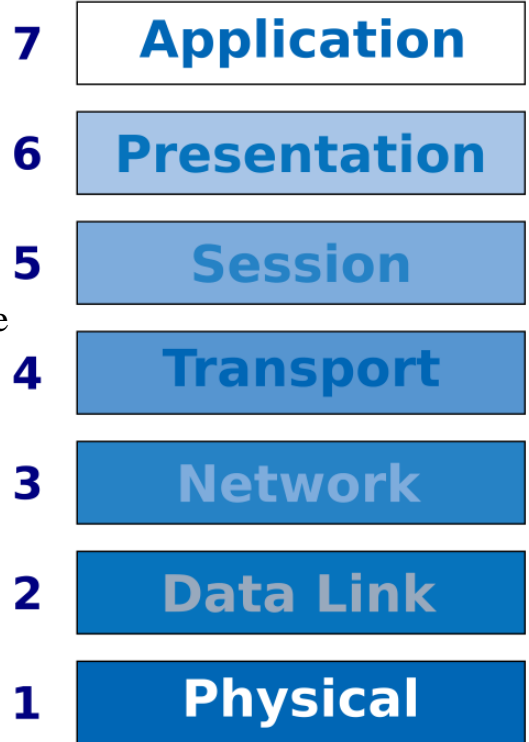 7 Application
6 Presentation
5 Session
e
4 Transport
3 Network
2 Data Link
1 Physical